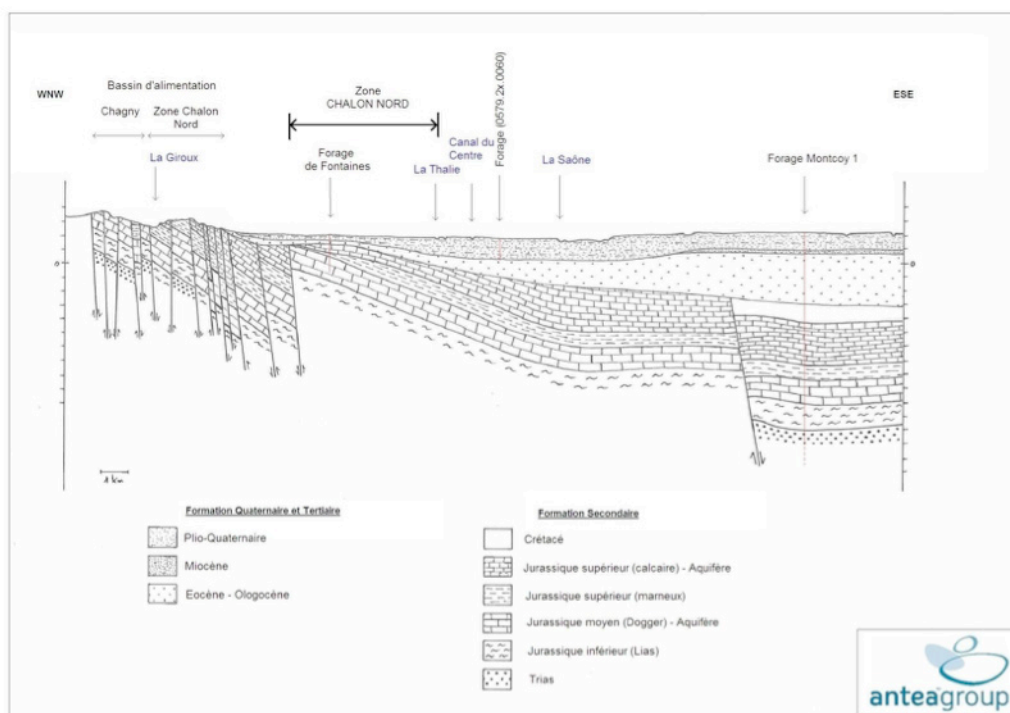 WNW
Bassin d'alimentation
Chagny
Zone Chalon
Nord
La Giroux
Zone
CHALON NORD
Forage
de Fontaines
La Thalie
Canal du
Centre
Forage (0579.2x.0060)
La Saône
Forage Montcoy 1
ESE
0
0
1 km
Formation Quaternaire et Tertiaire
Plio-Quaternaire
Miocène
Eocène - Ologocène
Formation Secondaire
Crétacé
Jurassique supérieur (calcaire) - Aquifère
Jurassique supérieur (marneux)
Jurassique moyen (Dogger) - Aquifère
Jurassique inférieur (Lias)
Trias
anteagroup